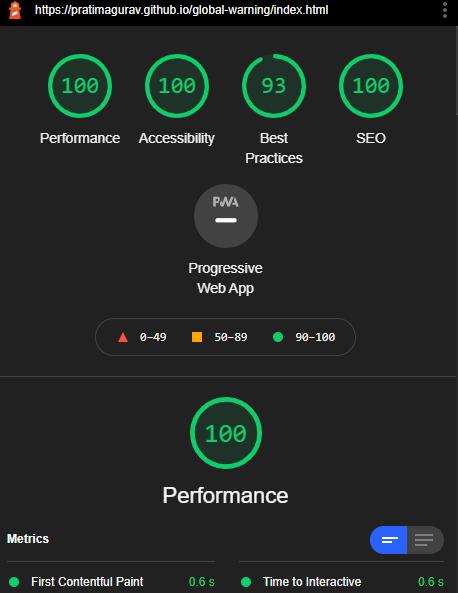 https://pratimagurav.github.io/global-warning/index.html
100 100 93 100
Performance Accessibility Best Practices SEO
PWA
Progressive
Web App
0–49 50–89 90–100
100
Performance
Metrics
First Contentful Paint 0.6 s Time to Interactive 0.6 s